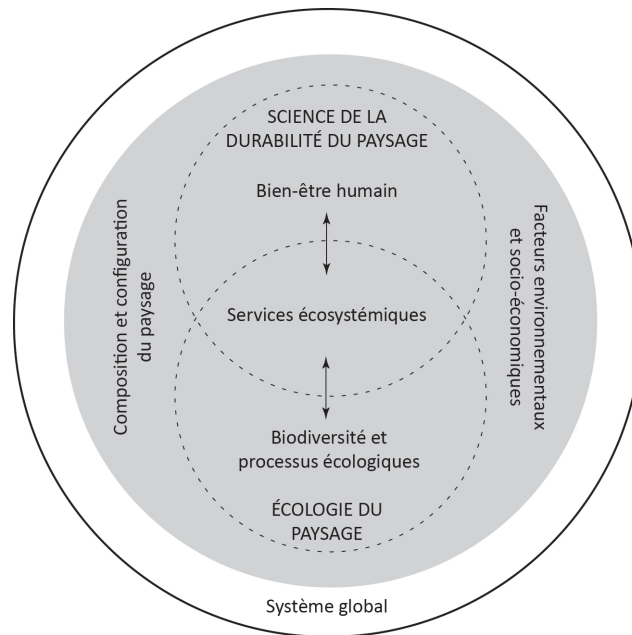 SCIENCE DE LA
DURABILITÉ DU PAYSAGE
Bien-être humain
Composition et configuration
du paysage
Facteurs environnementaux
et socio-économiques
Services écosystémiques
Biodiversité et
processus écologiques
ÉCOLOGIE DU
PAYSAGE
Système global